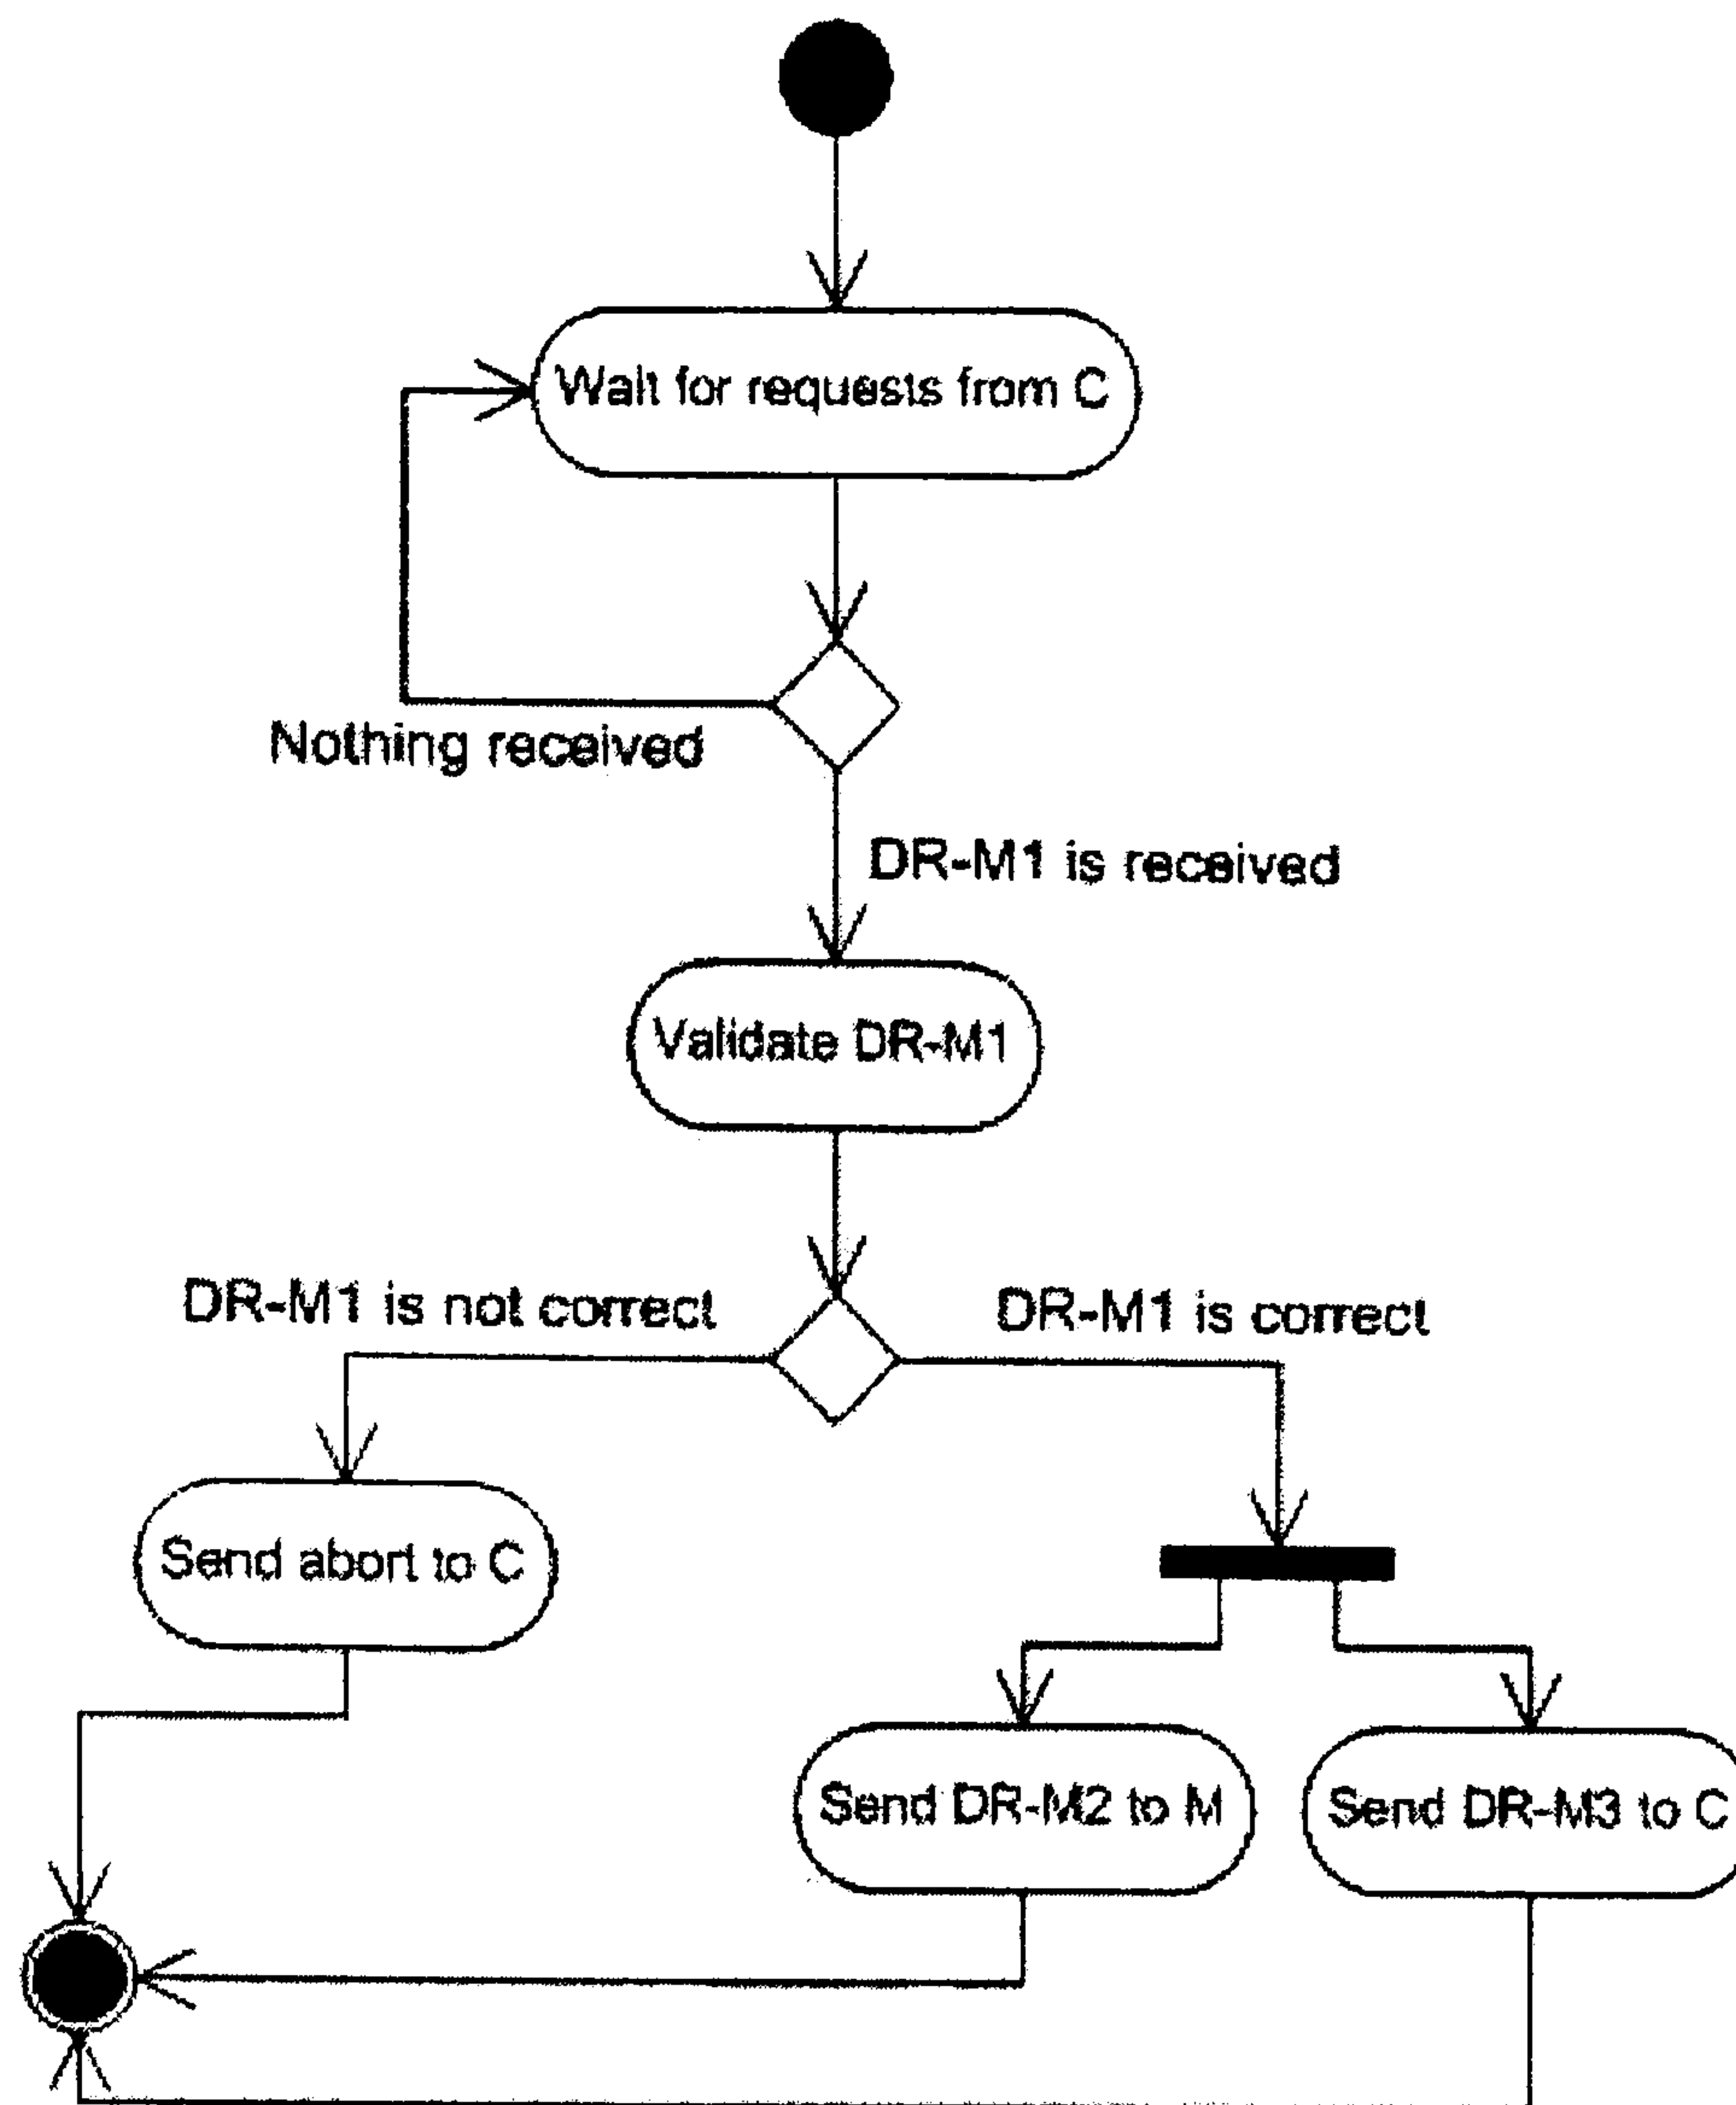 Wait for requests from C
Nothing received
DR-M1 is received
Validate DR-M1
DR-M1 is not correct
DR-M1 is correct
Send abort to C
Send DR-M2 to M
Send DR-M3 to C